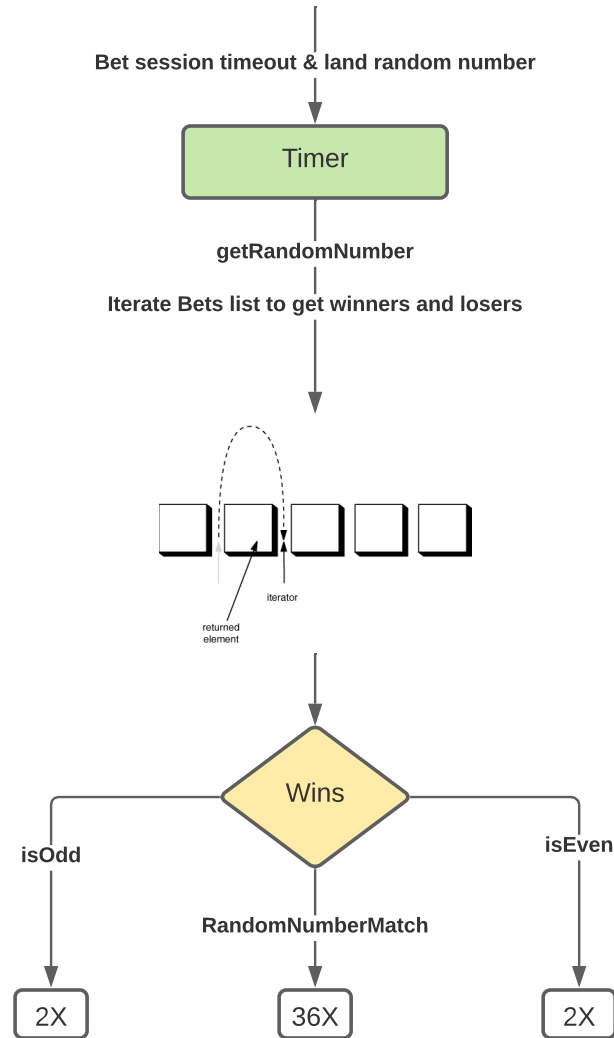 Bet session timeout & land random number
Timer
getRandomNumber
Iterate Bets list to get winners and losers
iterator
returned
element
Wins
isOdd
isEven
RandomNumberMatch
2X
36X
2X